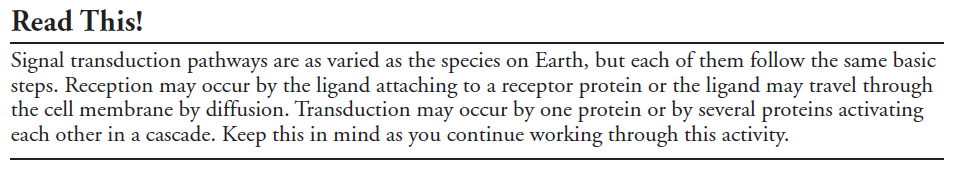 Read This!
Signal transduction pathways are as varied as the species on Earth, but each of them follow the same basic
steps. Reception may occur by the ligand attaching to a receptor protein or the ligand may travel through
the cell membrane by diffusion. Transduction may occur by one protein or by several proteins activating
each other in a cascade. Keep this in mind as you continue working through this activity.